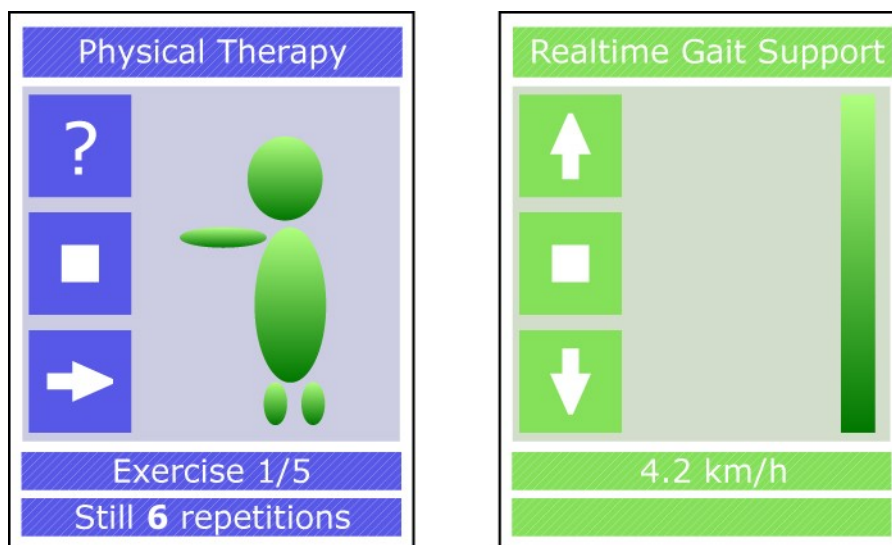 Physical Therapy
?
Exercise 1/5
Still 6 repetitions
Realtime Gait Support
4.2 km/h